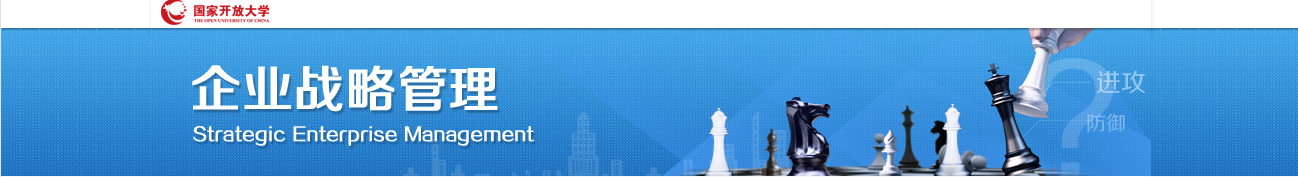 国家开放大学
THE OPEN UNIVERSITY OF CHINA
企业战略管理
Strategic Enterprise Management
进攻
防御
?